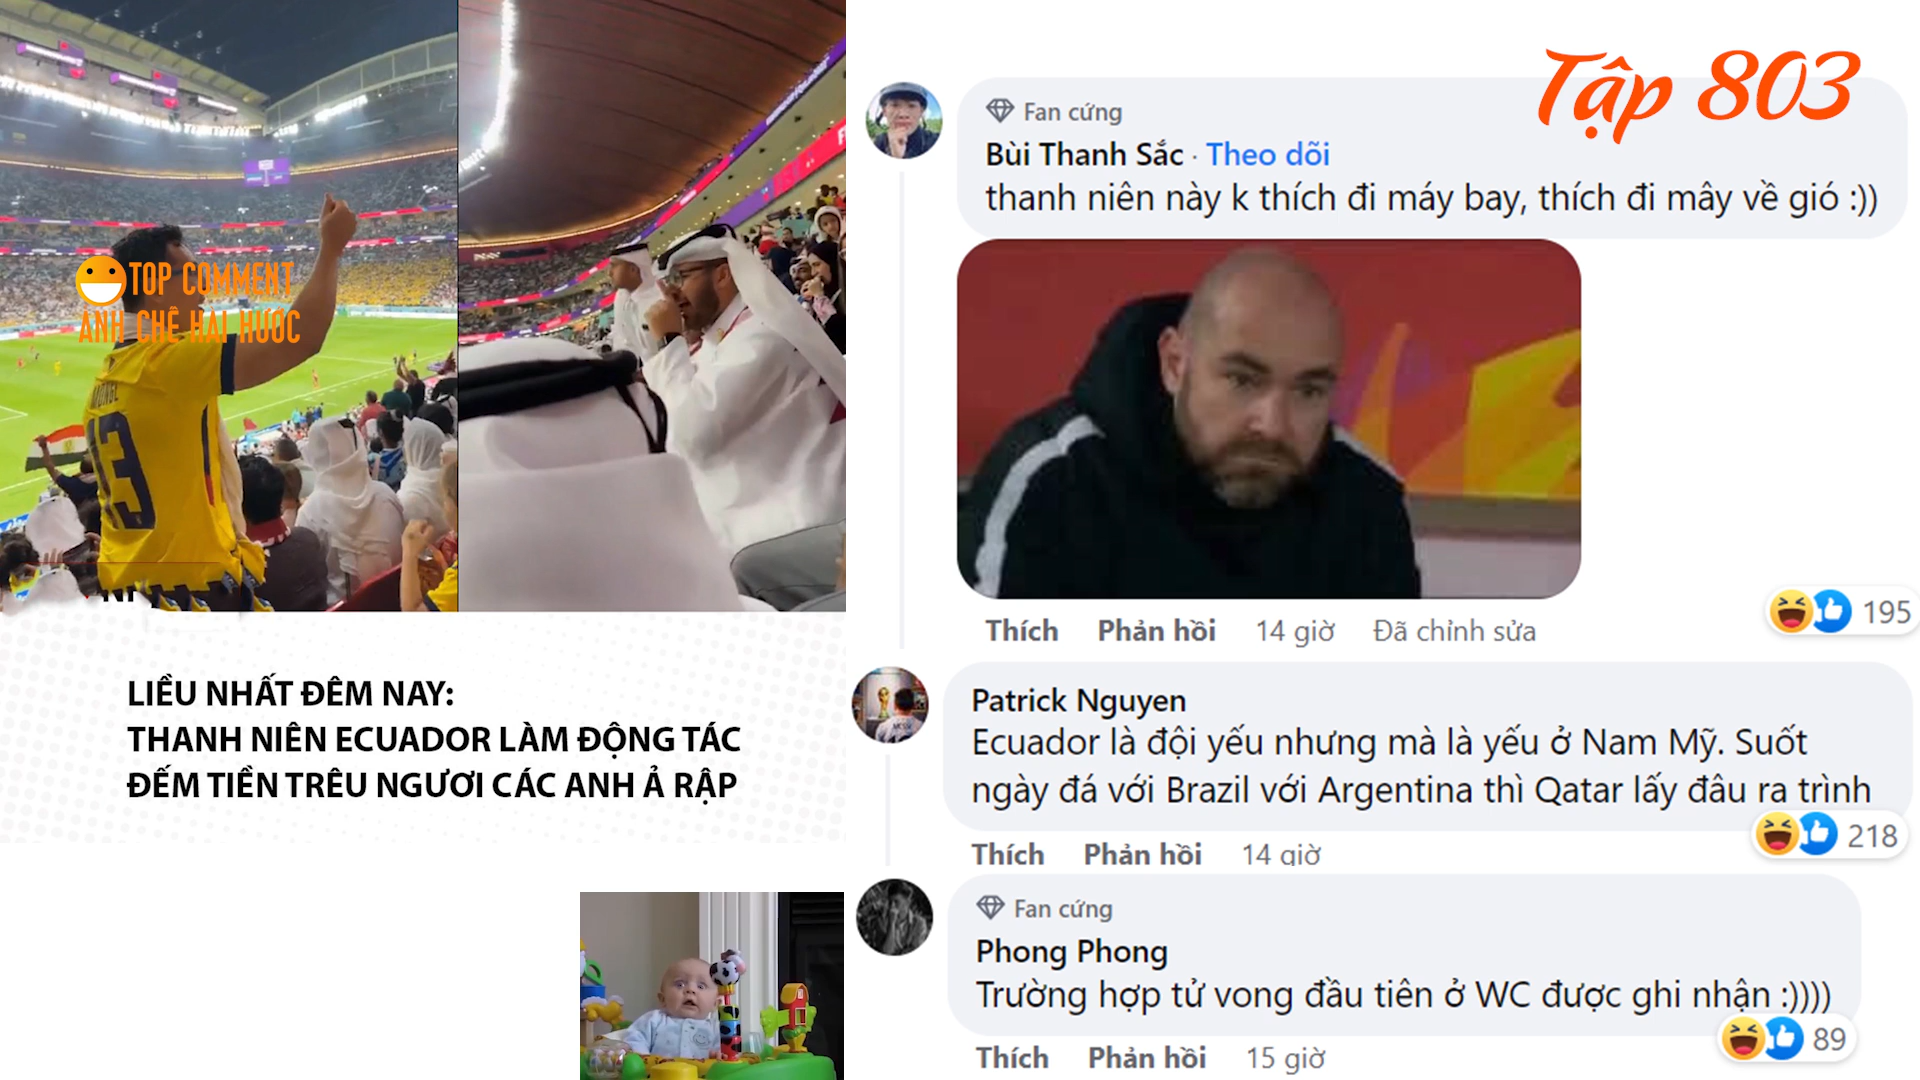 Tập 803
TOP COMMENT
ẢNH CHẾ HÀI HƯỚC
13
LIỀU NHẤT ĐÊM NAY:
THANH NIÊN ECUADOR LÀM ĐỘNG TÁC
ĐẾM TIỀN TRÊU NGƯƠI CÁC ANH Ả RẬP
Fan cứng
Bùi Thanh Sắc · Theo dõi
thanh niên này k thích đi máy bay, thích đi mây về gió :))
Thích Phản hồi 14 giờ Đã chỉnh sửa
195
Patrick Nguyen
Ecuador là đội yếu nhưng mà là yếu ở Nam Mỹ. Suốt
ngày đá với Brazil với Argentina thì Qatar lấy đâu ra trình
218
Thích Phản hồi 14 giờ
Fan cứng
Phong Phong
Trường hợp tử vong đầu tiên ở WC được ghi nhận :))))
89
Thích Phản hồi 15 giờ